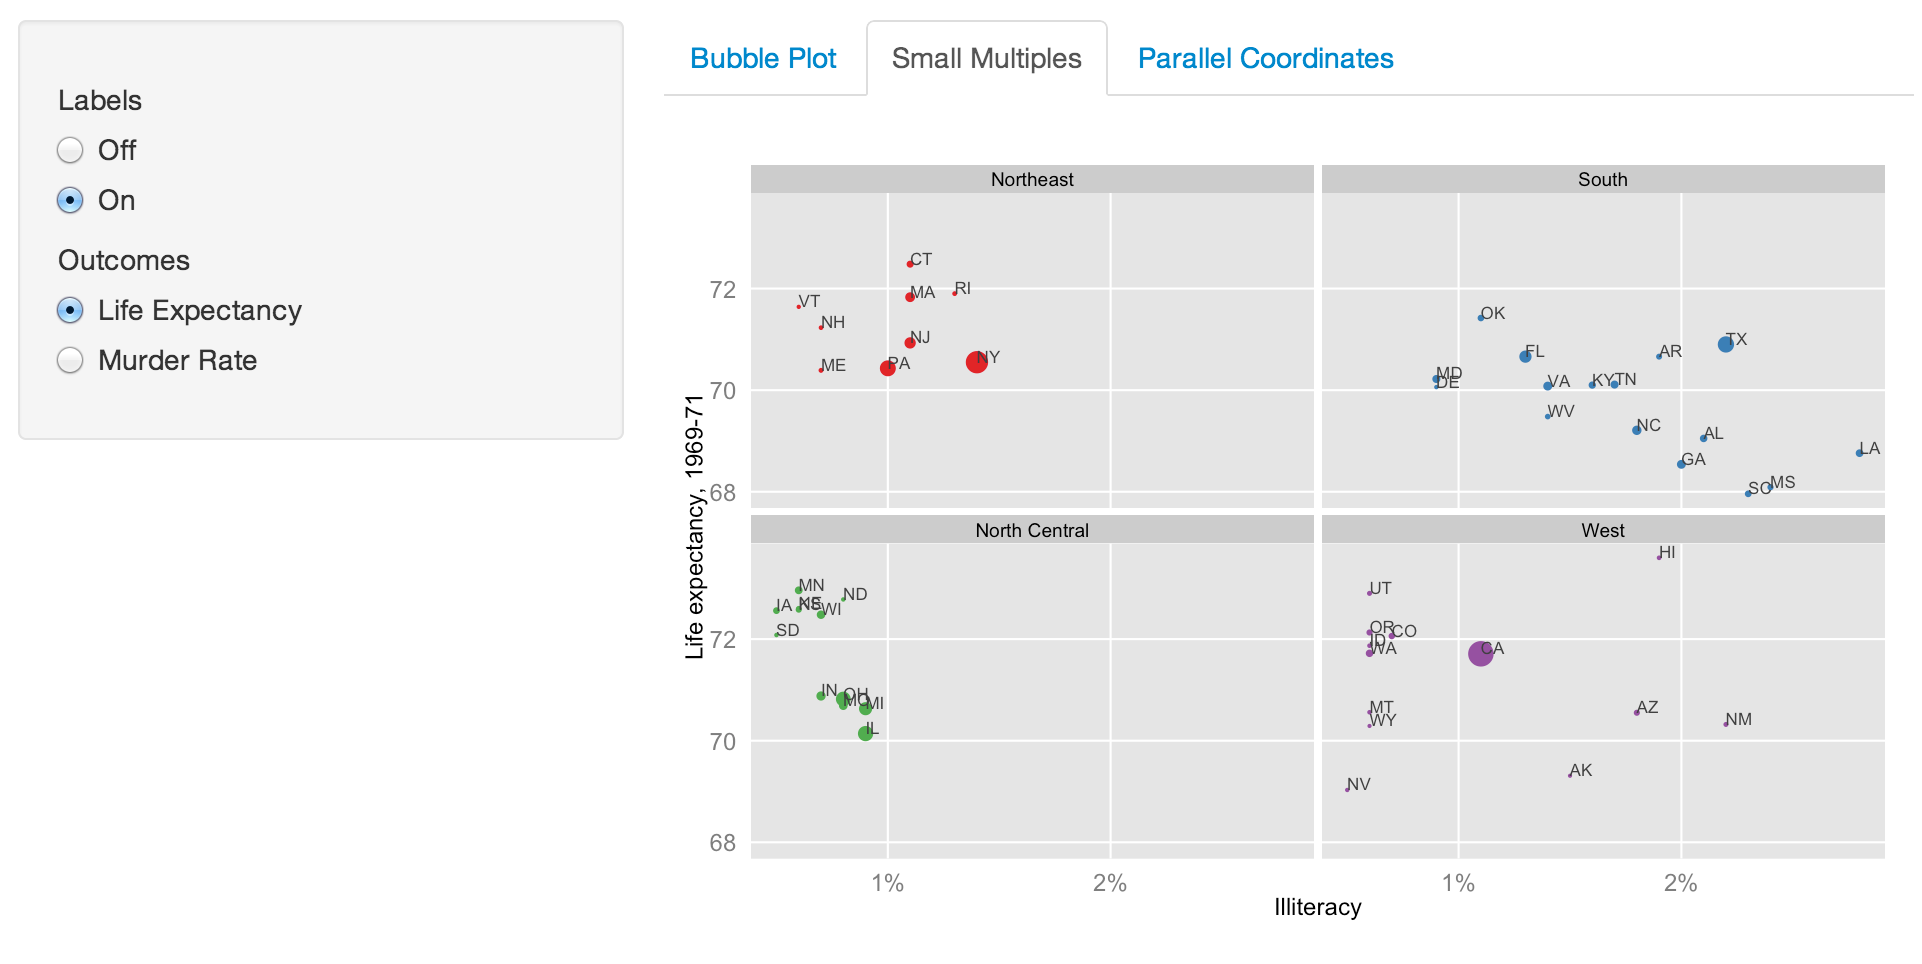 Labels
Off
On
Outcomes
Life Expectancy
Murder Rate
Bubble Plot
Small Multiples
Parallel Coordinates
Northeast
South
CT
MA
RI
VT
NH
NJ
ME
PA
NY
OK
TX
FL
AR
MD
DE
VA
KY
TN
WV
NC
AL
LA
GA
SC
MS
72
70
68
Life expectancy, 1969-71
North Central
West
MN
ND
IA
KS
NE
WI
SD
IN
OH
MO
MI
IL
HI
UT
OR
CO
ID
WA
CA
MT
WY
AZ
NM
AK
NV
72
70
68
1%
2%
1%
2%
Illiteracy